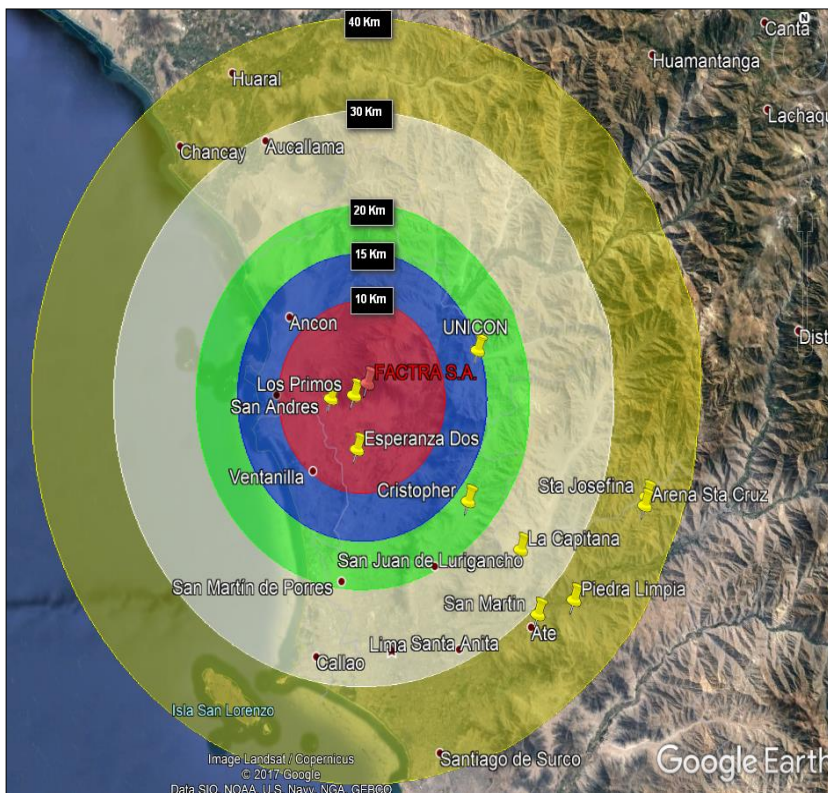 40 Km
N
Canta
Huamantanga
Huaral
Lachaqu
30 Km
Chancay
Aucallama
20 Km
15 Km
10 Km
Ancon
UNICON
Dist
FACTRA S.A.
Los Primos
San Andres
Esperanza Dos
Ventanilla
Cristopher
Sta Josefina
Arena Sta Cruz
La Capitana
San Juan de Lurigancho
San Martín de Porres
Piedra Limpia
San Martin
Ate
Lima
Santa Anita
Callao
Isla San Lorenzo
Santiago de Surco
Image Landsat / Copernicus
© 2017 Google
Data SIO, NOAA, U.S. Navy, NGA, GEBCO
Google Earth